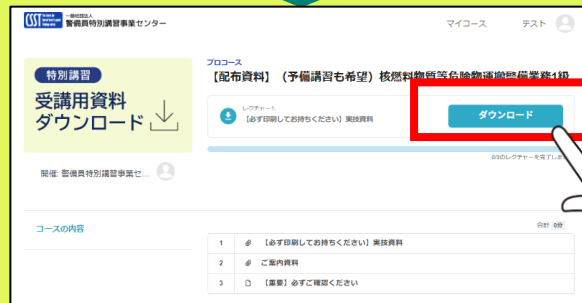 CSST 一般社団法人
警備員特別講習事業センター
マイコース テスト
特別講習
受講用資料
ダウンロード
開催: 警備員特別講習事業セ...
プロコース
【配布資料】（予備講習も希望）核燃料物質等危険物運搬警備業務1級
レクチャー 1:
【必ず印刷してお持ちください】実技資料
ダウンロード
0/3のレクチャーを完了しま
コースの内容
合計 0分
1 【必ず印刷してお持ちください】実技資料
2 ご案内資料
3 【重要】必ずご確認ください